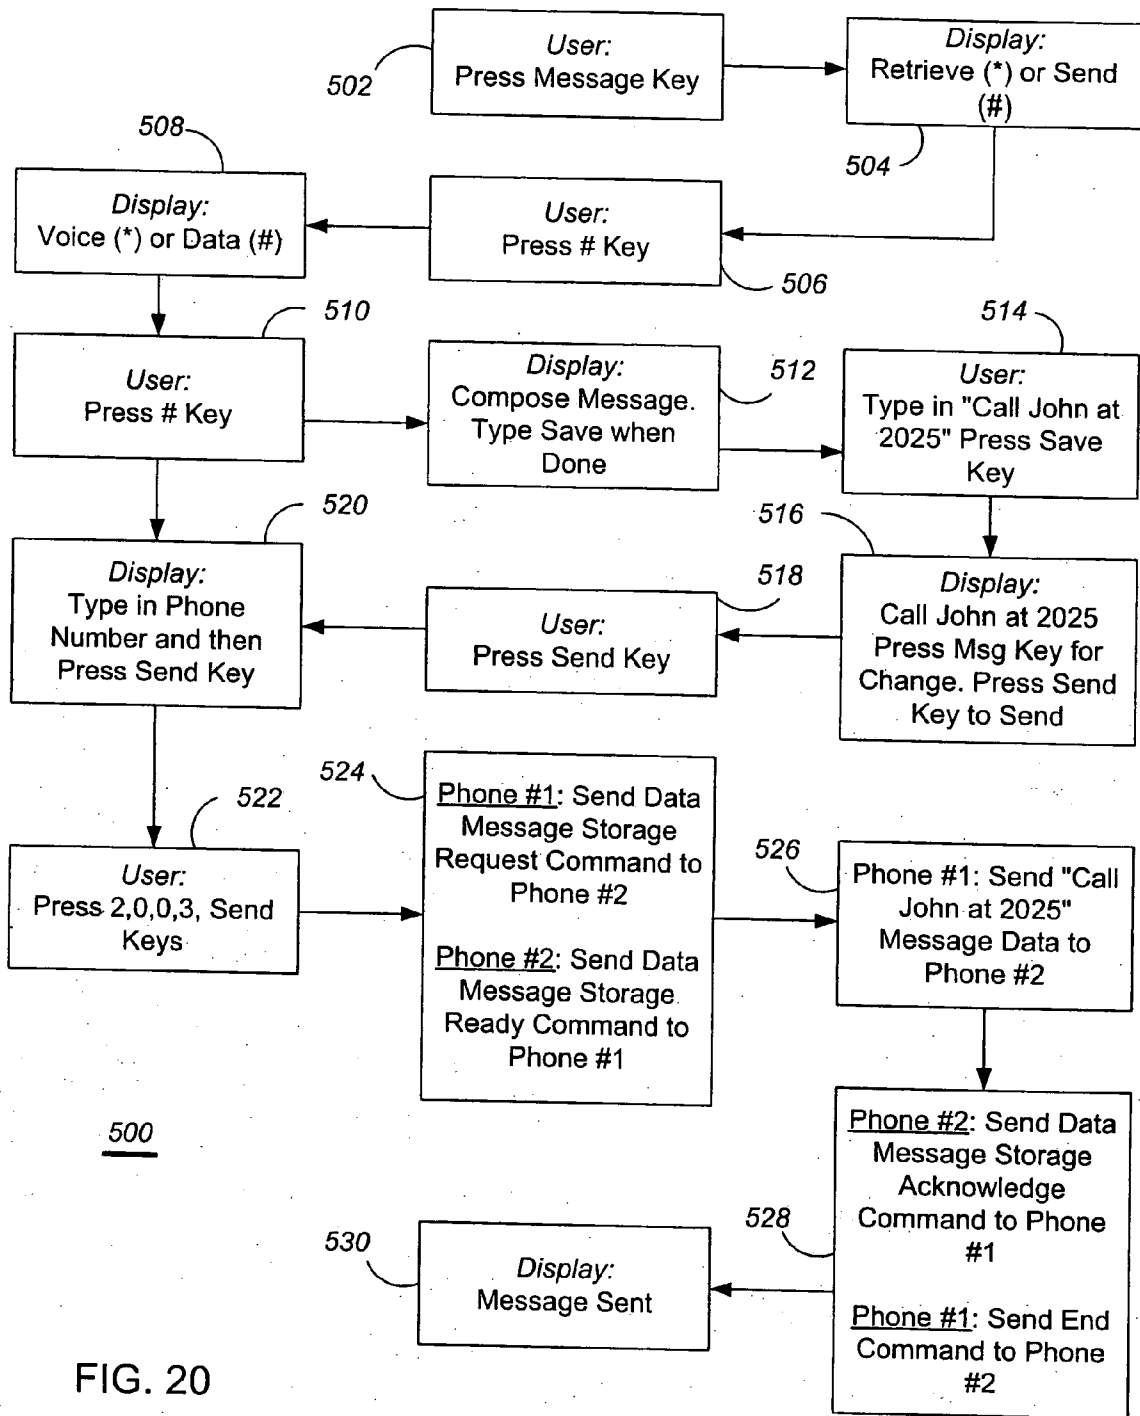 User:
Press Message Key
502
Display:
Retrieve (*) or Send
(#)
504
508
Display:
Voice (*) or Data (#)
User:
Press # Key
506
510
User:
Press # Key
Display:
Compose Message.
Type Save when
Done
512
514
User:
Type in "Call John at
2025" Press Save
Key
520
Display:
Type in Phone
Number and then
Press Send Key
518
User:
Press Send Key
516
Display:
Call John at 2025
Press Msg Key for
Change. Press Send
Key to Send
522
User:
Press 2,0,0,3, Send
Keys
524
Phone #1: Send Data
Message Storage
Request Command to
Phone #2
Phone #2: Send Data
Message Storage
Ready Command to
Phone #1
526
Phone #1: Send "Call
John at 2025"
Message Data to
Phone #2
528
Phone #2: Send Data
Message Storage
Acknowledge
Command to Phone
#1
Phone #1: Send End
Command to Phone
#2
530
Display:
Message Sent
500
FIG. 20